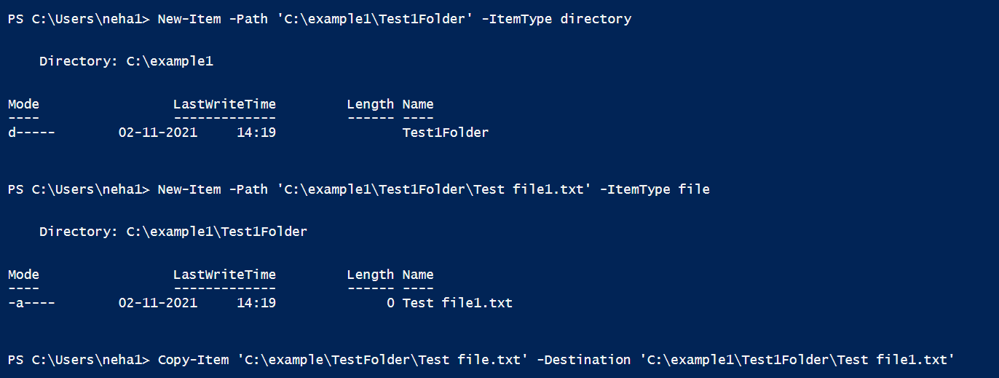 PS C:\Users\neha1> New-Item -Path 'C:\example1\Test1Folder' -ItemType directory
Directory: C:\example1
Mode LastWriteTime Length Name
---- ------------- ------ ----
d----- 02-11-2021 14:19 Test1Folder
PS C:\Users\neha1> New-Item -Path 'C:\example1\Test1Folder\Test file1.txt' -ItemType file
Directory: C:\example1\Test1Folder
Mode LastWriteTime Length Name
---- ------------- ------ ----
-a---- 02-11-2021 14:19 0 Test file1.txt
PS C:\Users\neha1> Copy-Item 'C:\example\TestFolder\Test file.txt' -Destination 'C:\example1\Test1Folder\Test file1.txt'